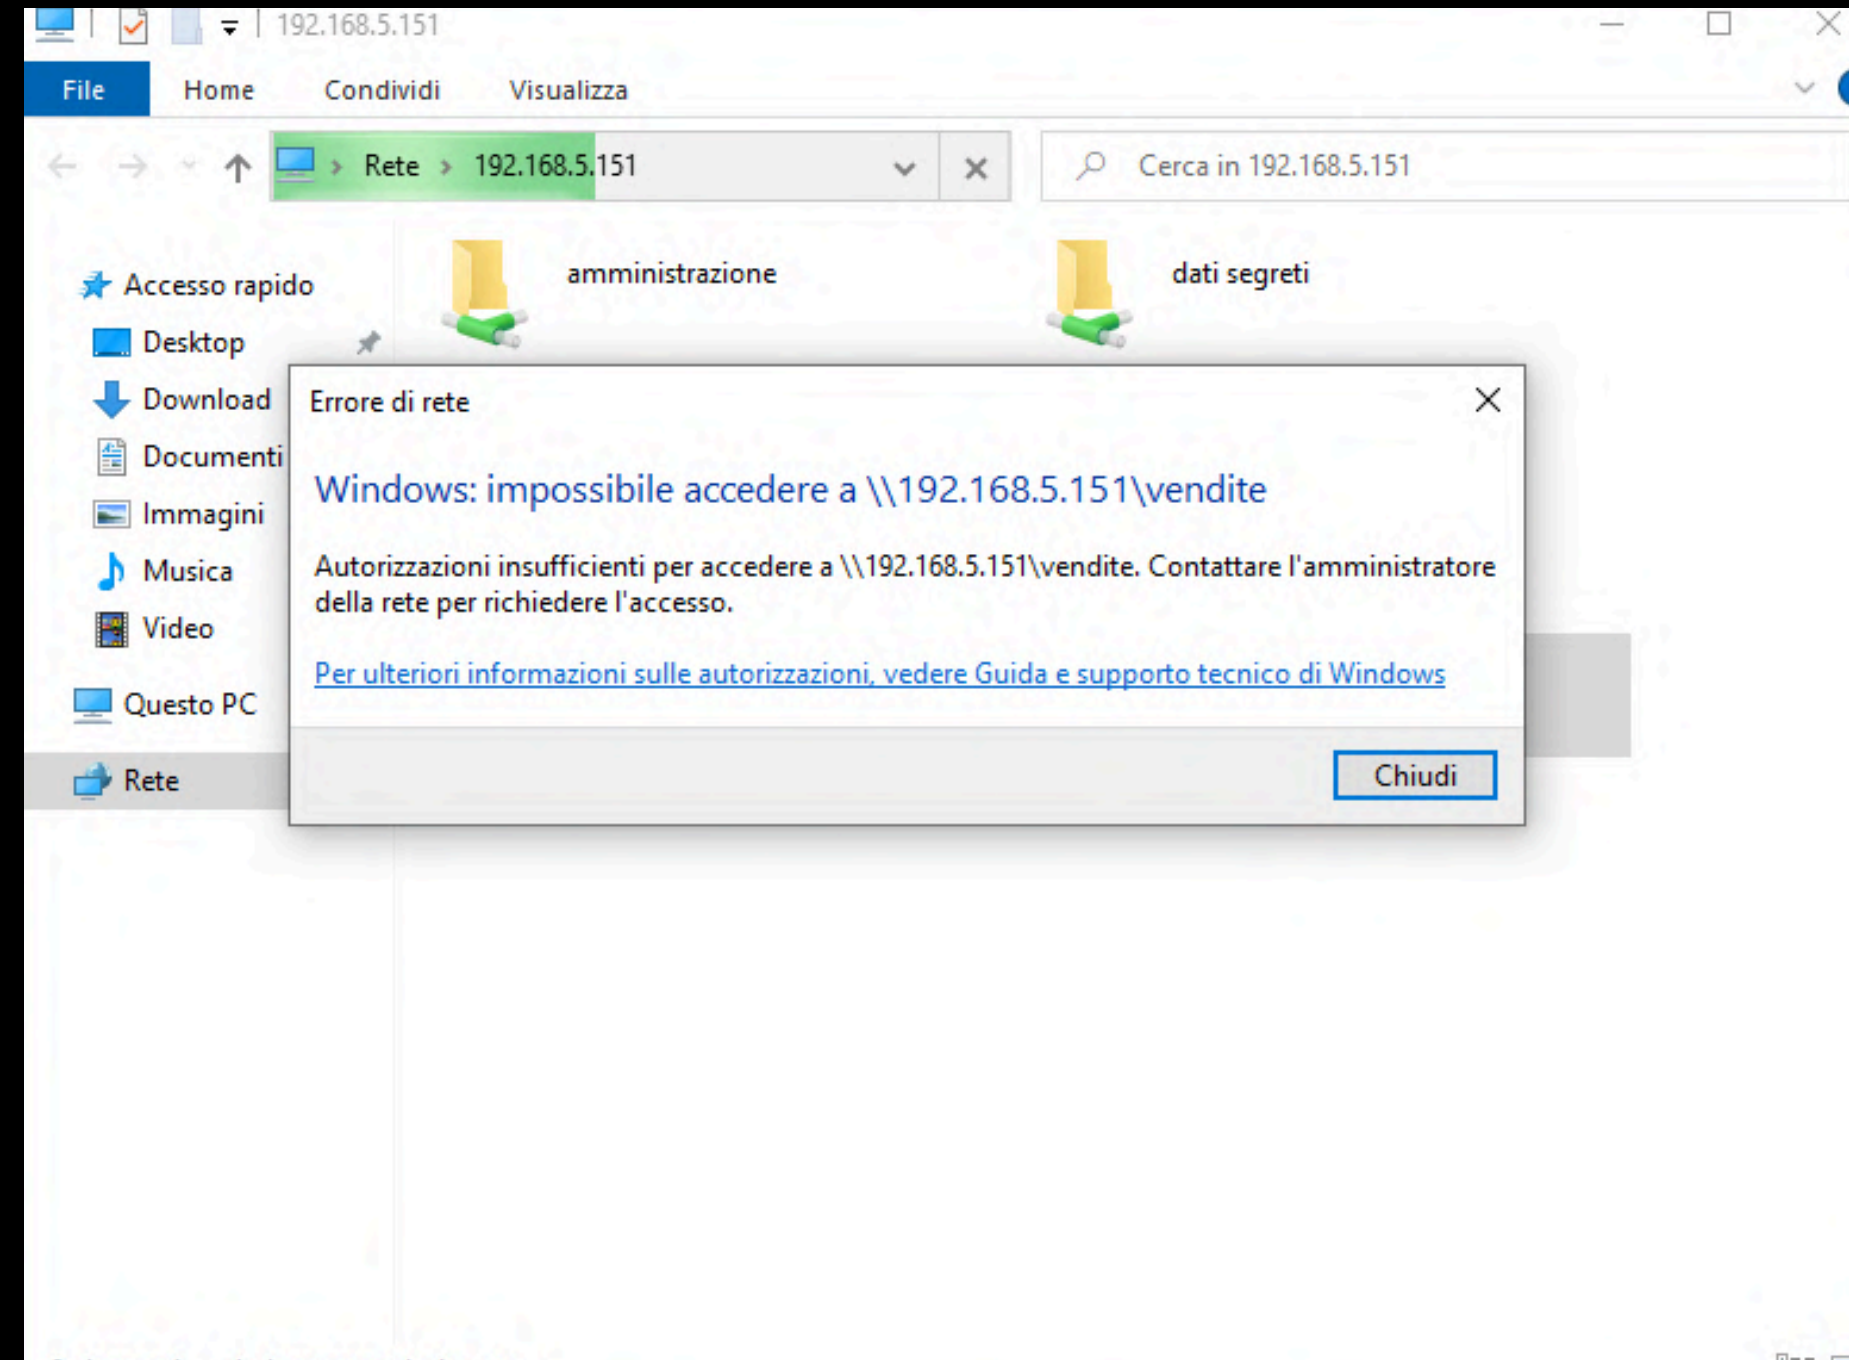 192.168.5.151
File Home Condividi Visualizza
Rete 192.168.5.151
Cerca in 192.168.5.151
Accesso rapido
Desktop
Download
Documenti
Immagini
Musica
Video
Questo PC
Rete
amministrazione
dati segreti
Errore di rete
Windows: impossibile accedere a \\192.168.5.151\vendite
Autorizzazioni insufficienti per accedere a \\192.168.5.151\vendite. Contattare l'amministratore
della rete per richiedere l'accesso.
Per ulteriori informazioni sulle autorizzazioni, vedere Guida e supporto tecnico di Windows
Chiudi